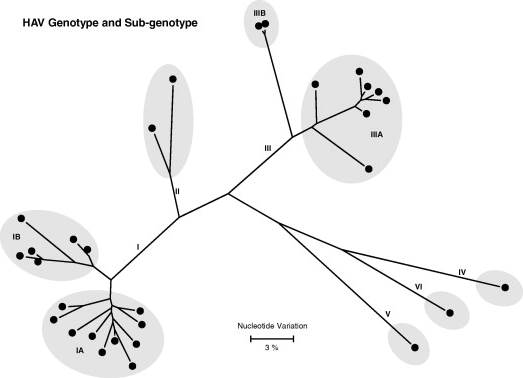 HAV Genotype and Sub-genotype
IIIB
IIIA
III
II
IB
I
IV
VI
V
IA
Nucleotide Variation
3 %